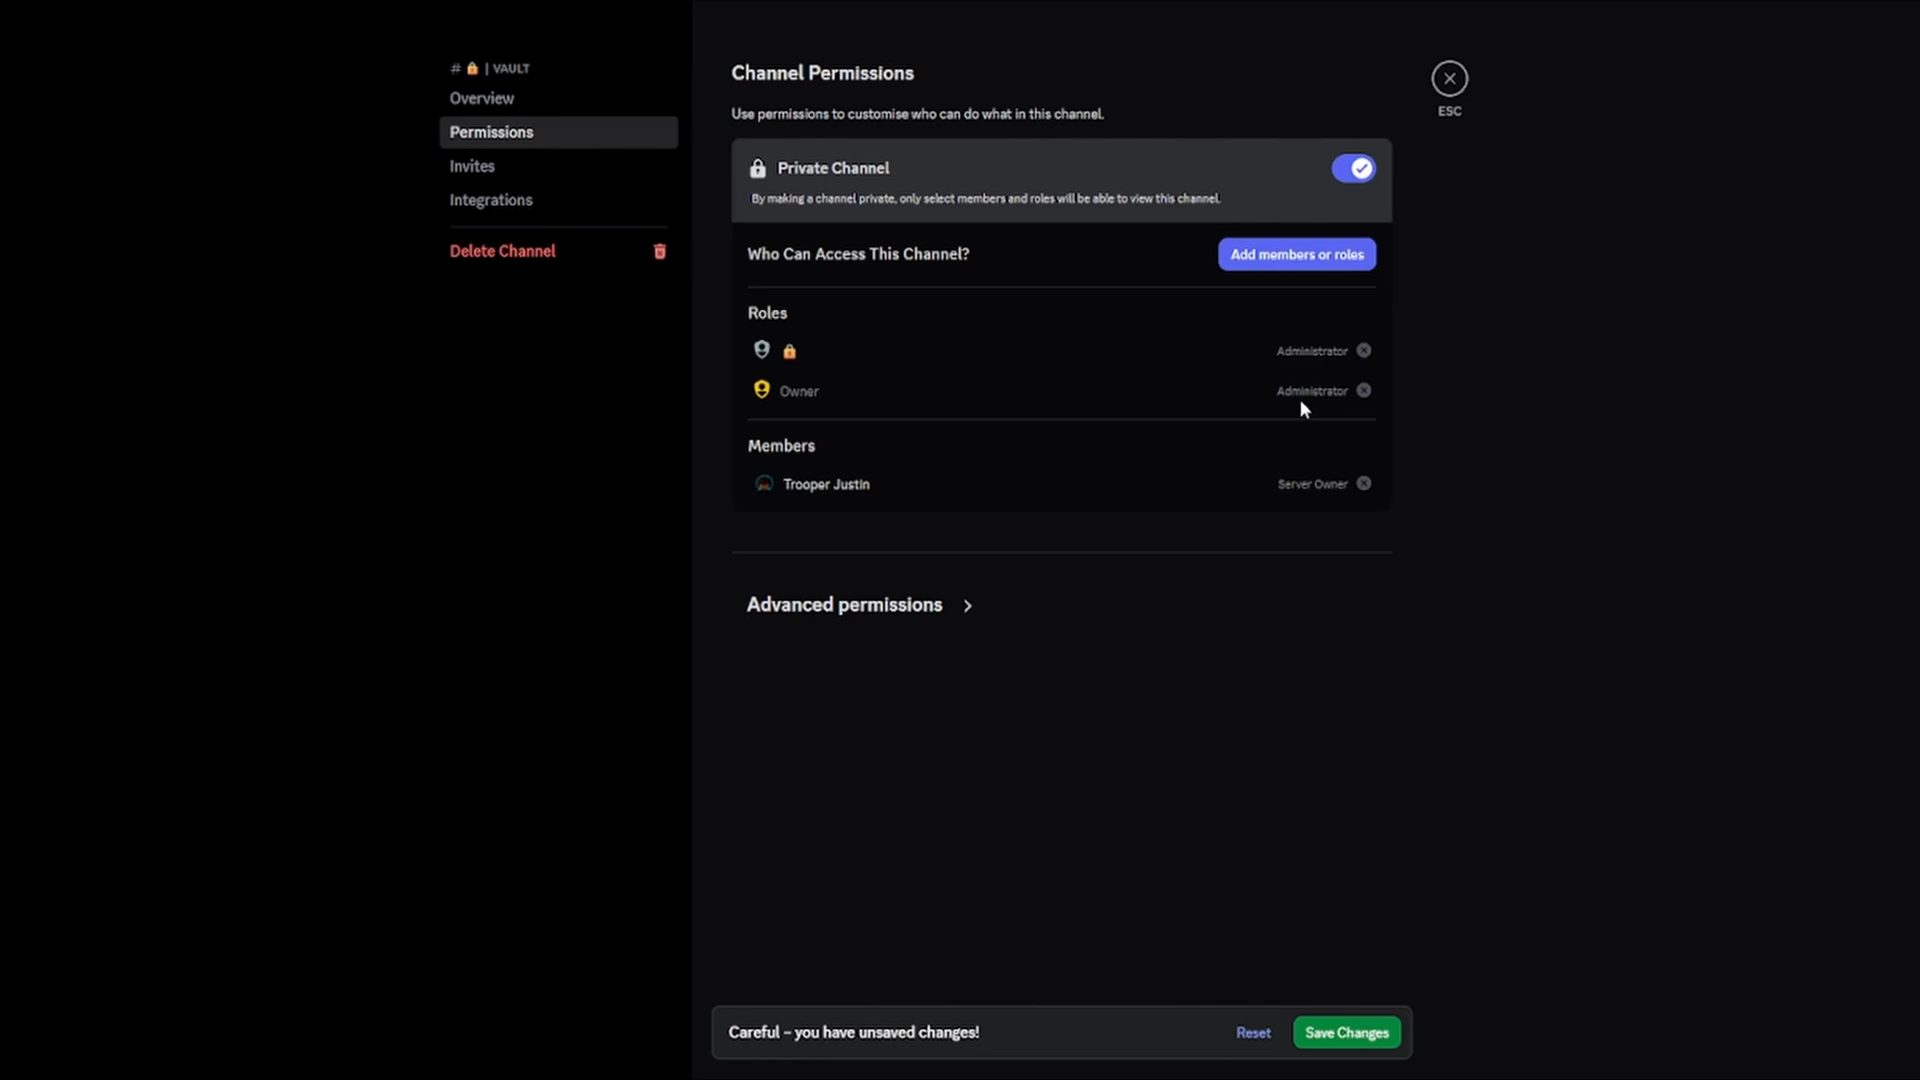 # 🔒 | VAULT
Overview
Permissions
Invites
Integrations
Delete Channel
Channel Permissions
Use permissions to customise who can do what in this channel.
Private Channel
By making a channel private, only select members and roles will be able to view this channel.
Who Can Access This Channel?
Add members or roles
Roles
🔒 Administrator
Owner Administrator
Members
Trooper Justin Server Owner
Advanced permissions
Careful – you have unsaved changes!
Reset
Save Changes
ESC